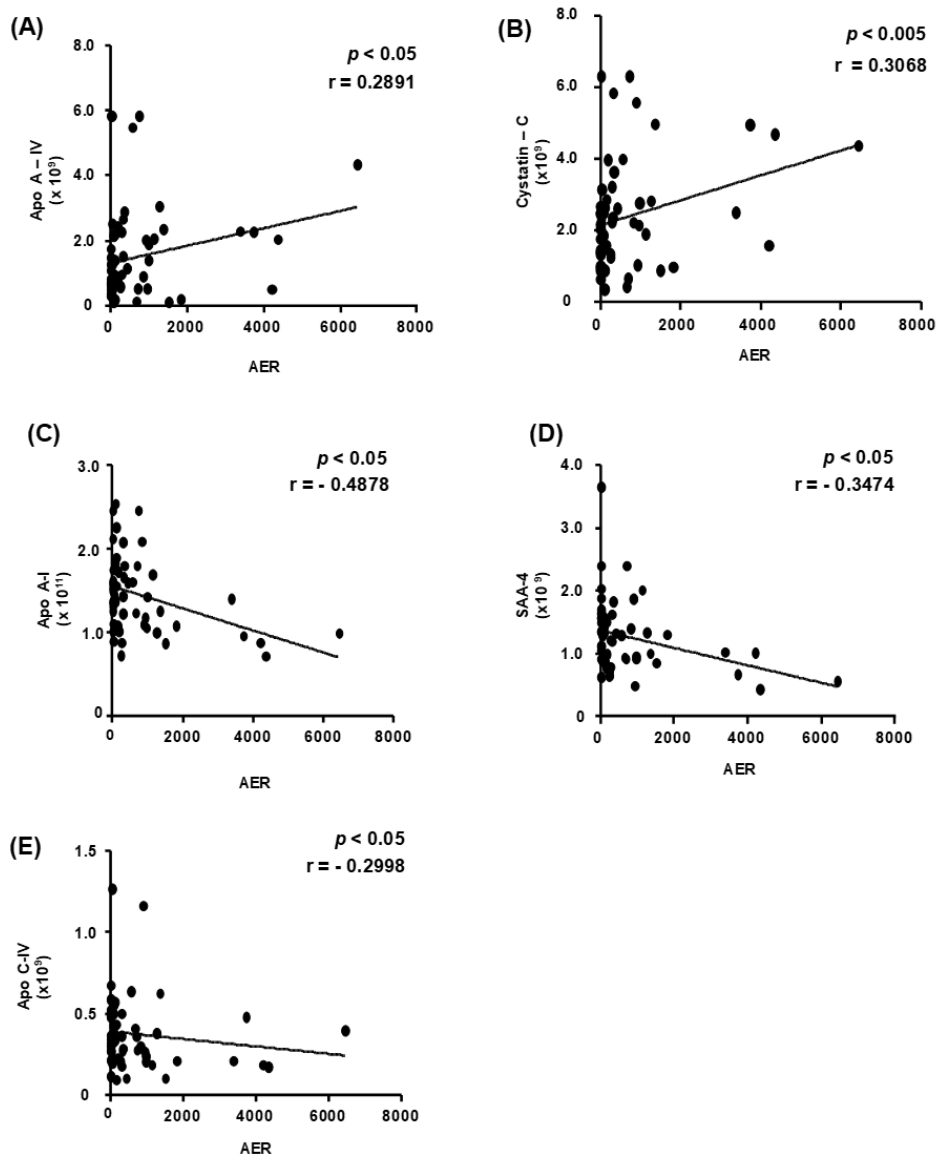 (A)
p < 0.05
r = 0.2891
8.0
6.0
4.0
2.0
0
Apo A – IV
(x 10⁹)
0 2000 4000 6000 8000
AER
(B)
p < 0.005
r = 0.3068
8.0
6.0
4.0
2.0
0
Cystatin – C
(x10⁹)
0 2000 4000 6000 8000
AER
(C)
p < 0.05
r = - 0.4878
3.0
2.0
1.0
0
Apo A-I
(x 10¹¹)
0 2000 4000 6000 8000
AER
(D)
p < 0.05
r = - 0.3474
4.0
3.0
2.0
1.0
0
SAA-4
(x 10⁹)
0 2000 4000 6000 8000
AER
(E)
p < 0.05
r = - 0.2998
1.5
1.0
0.5
0
Apo C-IV
(x10⁹)
0 2000 4000 6000 8000
AER